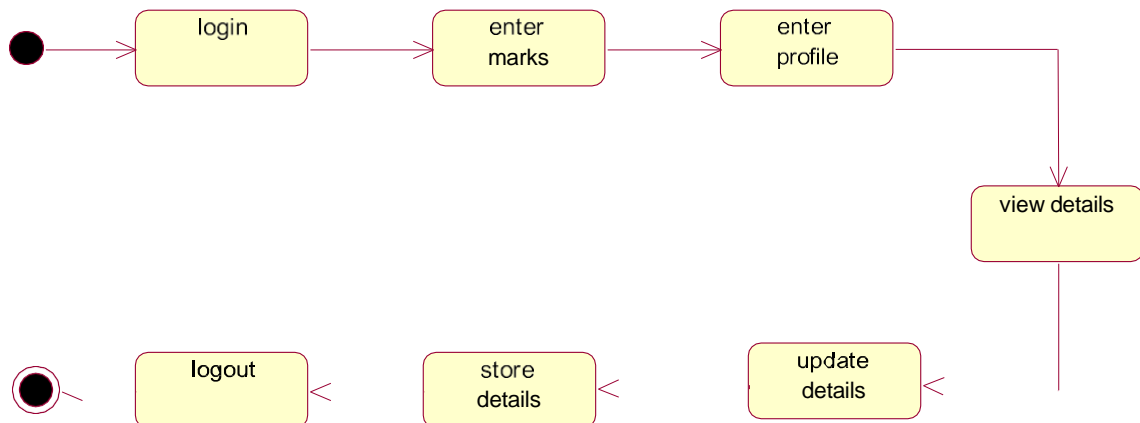 login
enter
marks
enter
profile
view details
update
details
store
details
logout